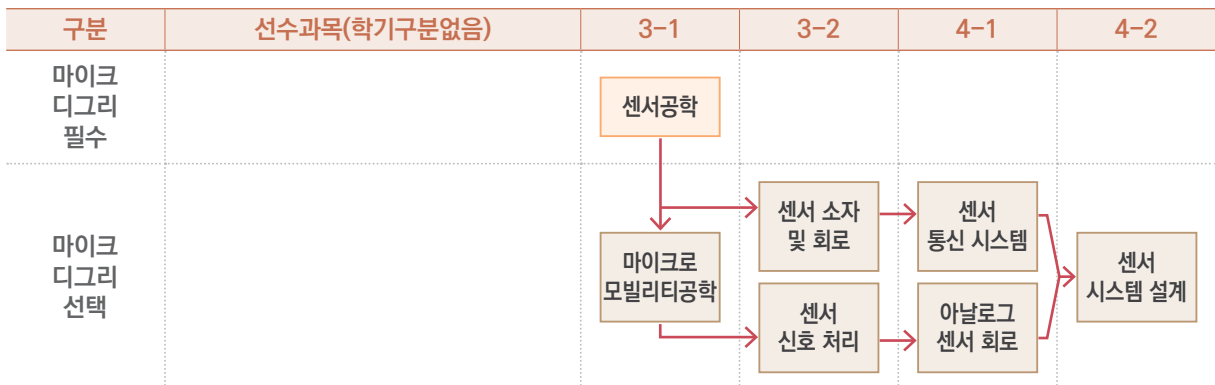 구분 선수과목(학기구분없음) 3-1 3-2 4-1 4-2
마이크
디그리
필수
센서공학
마이크
디그리
선택
마이크로
모빌리티공학
센서 소자
및 회로
센서
신호 처리
센서
통신 시스템
아날로그
센서 회로
센서
시스템 설계